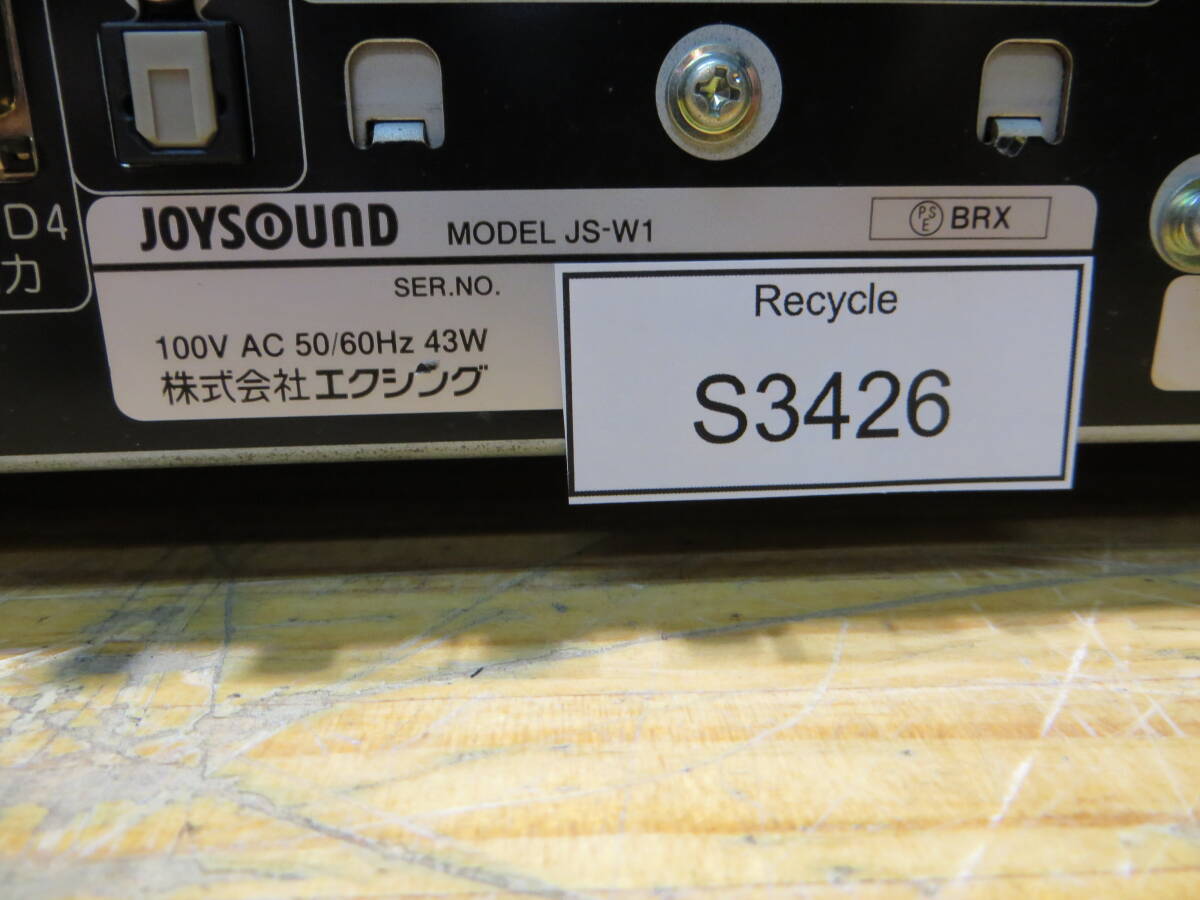 D4
力
JOYSOUND MODEL JS-W1 PSE BRX
SER.NO.
100V AC 50/60Hz 43W
株式会社エクシング
Recycle
S3426